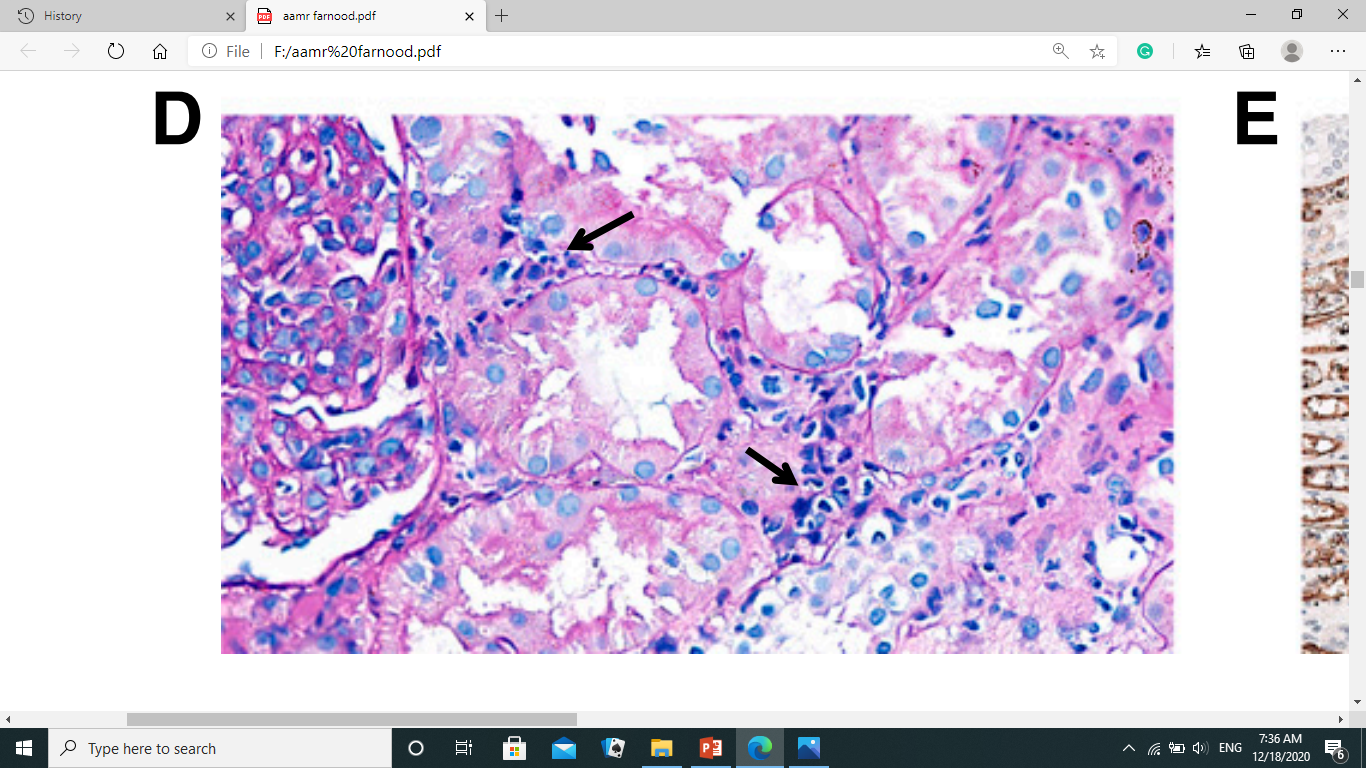 History
aamr farnood.pdf
File
F:/aamr%20farnood.pdf
D
E
Type here to search
ENG
7:36 AM
12/18/2020
6